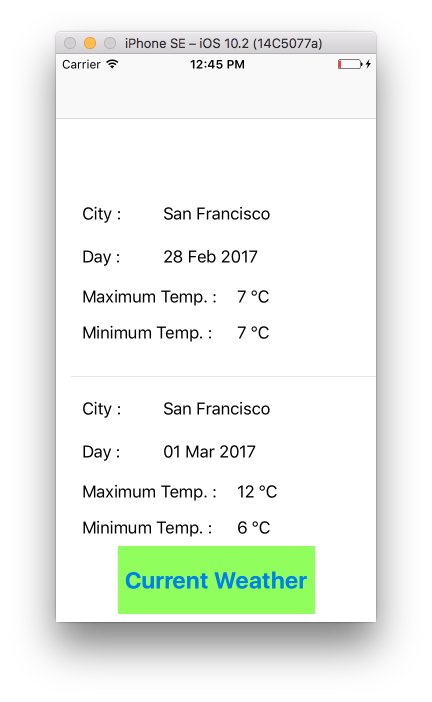 iPhone SE – iOS 10.2 (14C5077a)
Carrier 12:45 PM
City : San Francisco
Day : 28 Feb 2017
Maximum Temp. : 7 °C
Minimum Temp. : 7 °C
City : San Francisco
Day : 01 Mar 2017
Maximum Temp. : 12 °C
Minimum Temp. : 6 °C
Current Weather